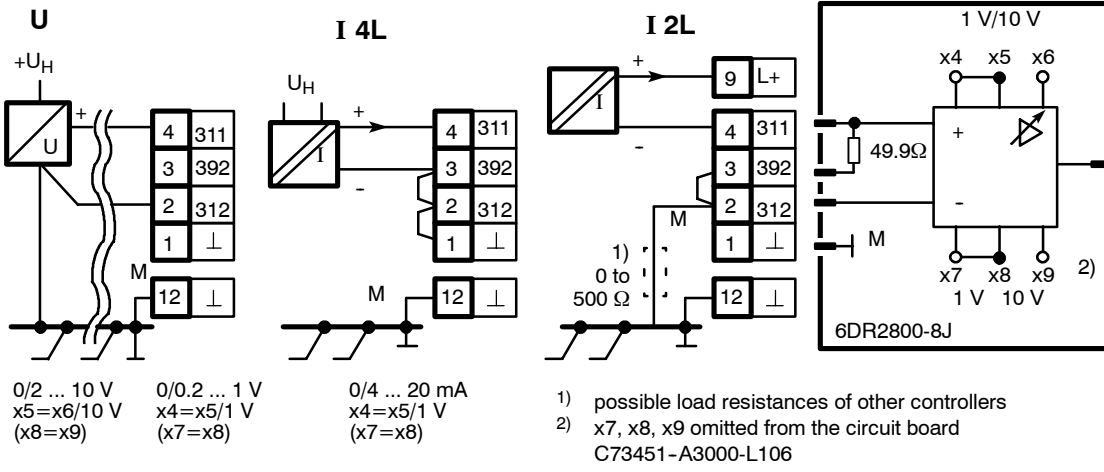 U
I 4L
I 2L
1 V/10 V
+U_H
U_H
+
+
+
-
-
U
I
I
4 311
3 392
2 312
1 ⊥
M
12 ⊥
4 311
3 392
2 312
1 ⊥
M
12 ⊥
9 L+
4 311
3 392
2 312
1 ⊥
M
12 ⊥
1)
0 to
500 Ω
x4 x5 x6
+
49.9Ω
-
M
x7 x8 x9
1 V 10 V
2)
6DR2800-8J
0/2 ... 10 V
x5=x6/10 V
(x8=x9)
0/0.2 ... 1 V
x4=x5/1 V
(x7=x8)
0/4 ... 20 mA
x4=x5/1 V
(x7=x8)
1) possible load resistances of other controllers
2) x7, x8, x9 omitted from the circuit board
C73451-A3000-L106